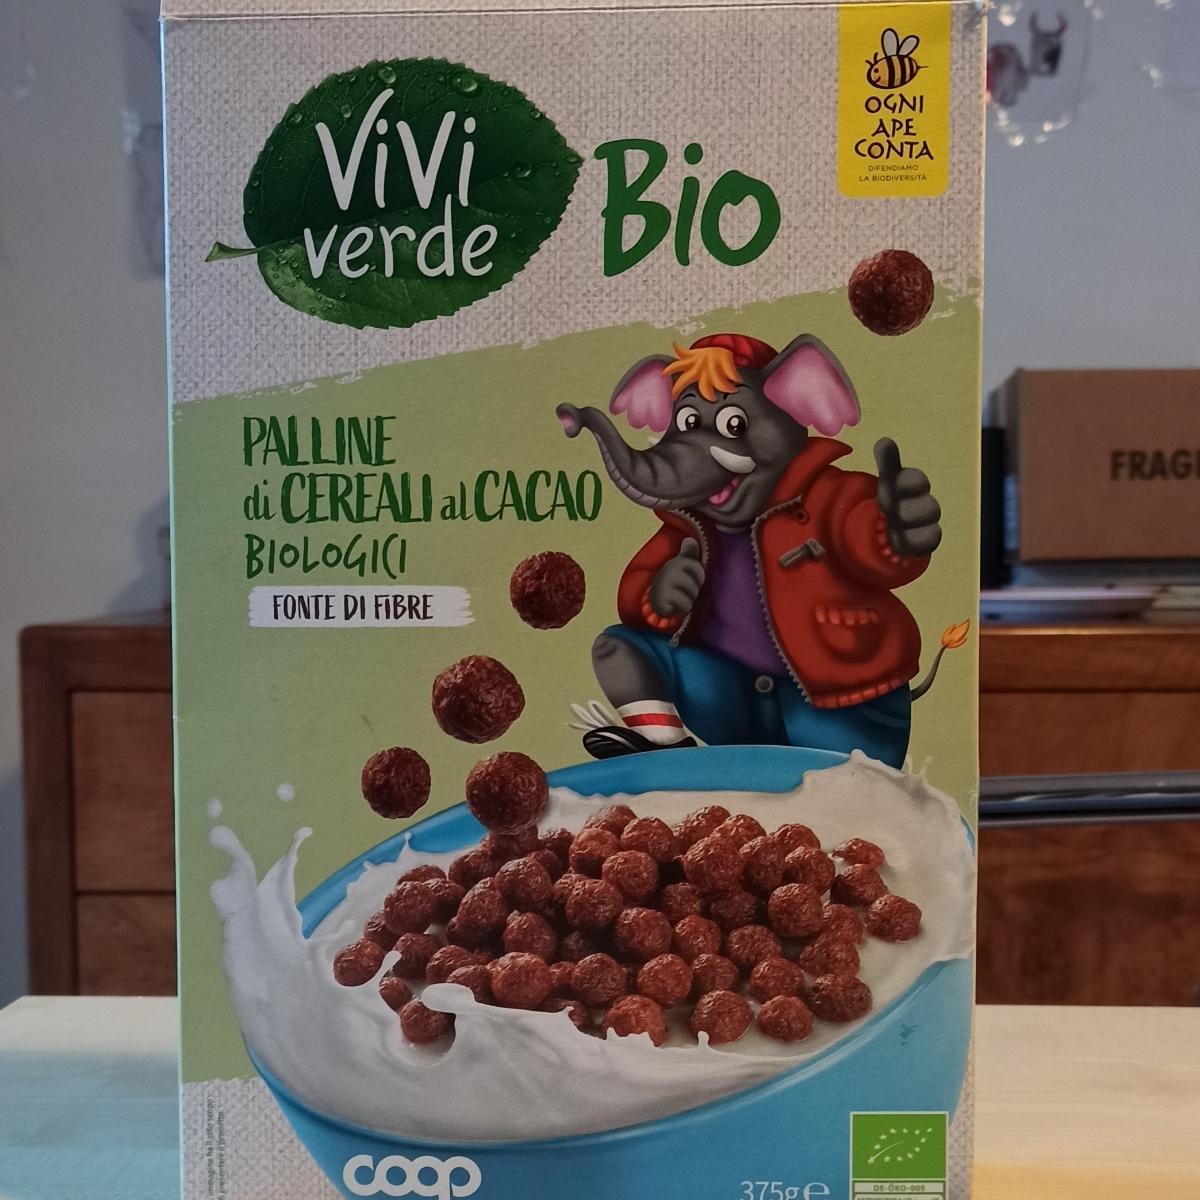 ViVi
verde
Bio
OGNI
APE
CONTA
DIFENDIAMO
LA BIODIVERSITÀ
PALLINE
di CEREALI al CACAO
BIOLOGICI
FONTE DI FIBRE
FRAGI
coop
375g e
DE-ÖKO-005